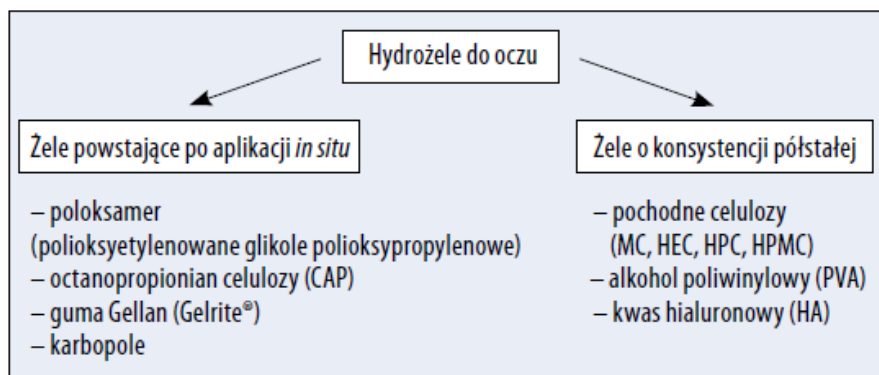 Hydrożele do oczu
Żele powstające po aplikacji in situ
– poloksamer
(polioksyetylenowane glikole polioksypropylenowe)
– octanopropionian celulozy (CAP)
– guma Gellan (Gelrite®)
– karbopole
Żele o konsystencji półstałej
– pochodne celulozy
(MC, HEC, HPC, HPMC)
– alkohol poliwinylowy (PVA)
– kwas hialuronowy (HA)